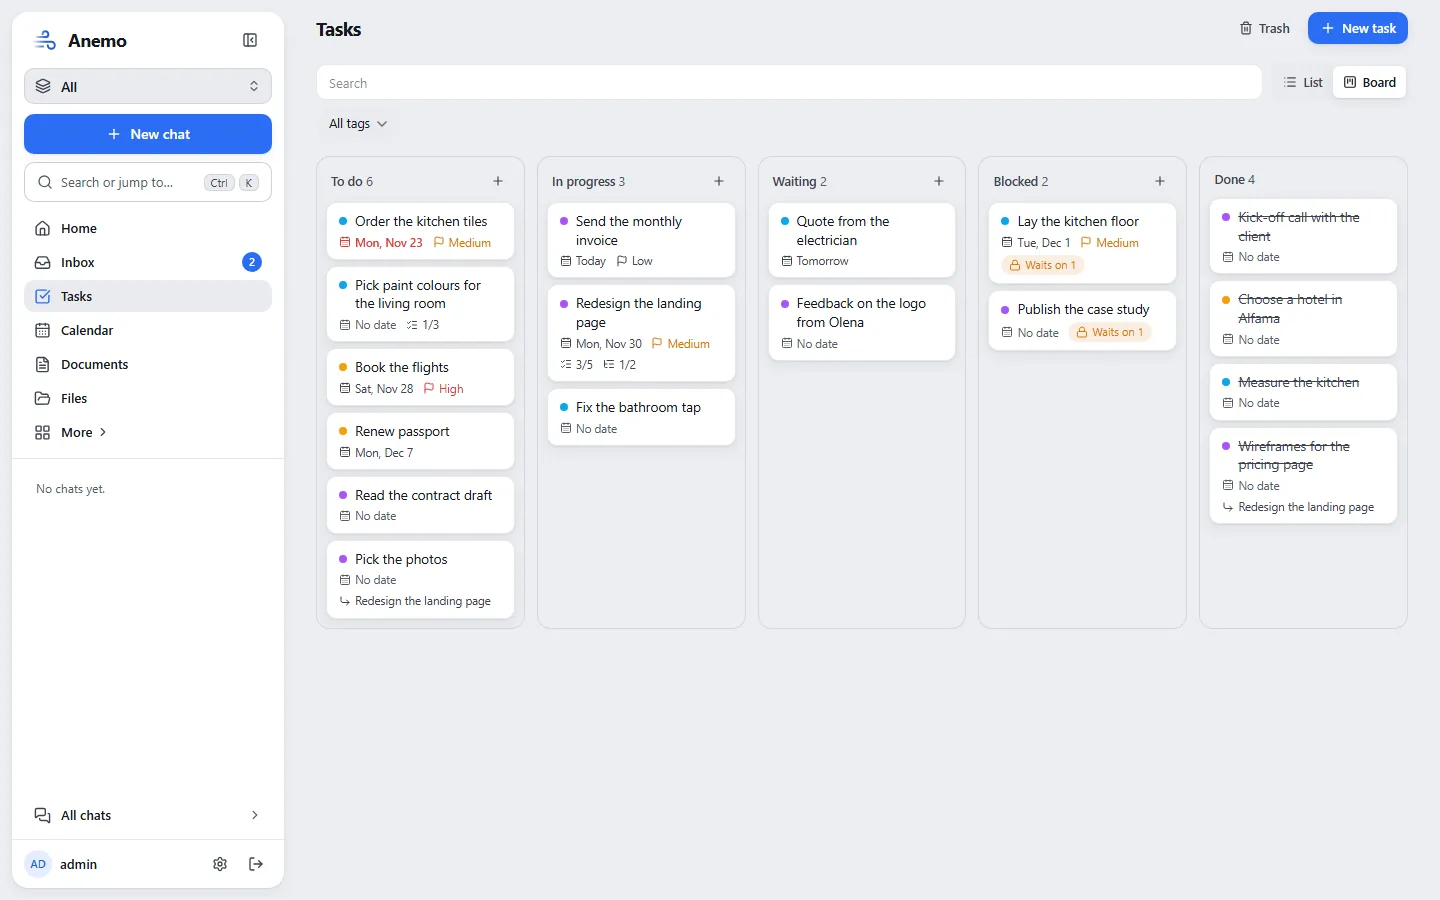 Anemo
All
New chat
Search or jump to...
Ctrl K
Home
Inbox 2
Tasks
Calendar
Documents
Files
More
No chats yet.
All chats
AD admin
Tasks
Trash
New task
Search
List
Board
All tags
To do 6
Order the kitchen tiles
Mon, Nov 23 Medium
Pick paint colours for
the living room
No date 1/3
Book the flights
Sat, Nov 28 High
Renew passport
Mon, Dec 7
Read the contract draft
No date
Pick the photos
No date
Redesign the landing page
In progress 3
Send the monthly
invoice
Today Low
Redesign the landing
page
Mon, Nov 30 Medium
3/5 1/2
Fix the bathroom tap
No date
Waiting 2
Quote from the
electrician
Tomorrow
Feedback on the logo
from Olena
No date
Blocked 2
Lay the kitchen floor
Tue, Dec 1 Medium
Waits on 1
Publish the case study
No date Waits on 1
Done 4
Kick-off call with the
client
No date
Choose a hotel in
Alfama
No date
Measure the kitchen
No date
Wireframes for the
pricing page
No date
Redesign the landing page